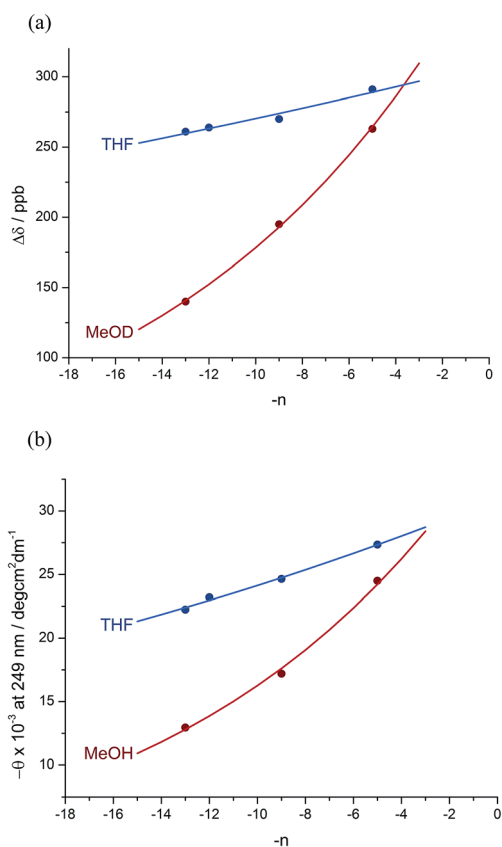 (a)
300
250
200
150
100
Δδ / ppb
THF
MeOD
-18 -16 -14 -12 -10 -8 -6 -4 -2 0
-n
(b)
30
25
20
15
10
−θ x 10⁻³ at 249 nm / degcm²dm⁻¹
THF
MeOH
-18 -16 -14 -12 -10 -8 -6 -4 -2 0
-n